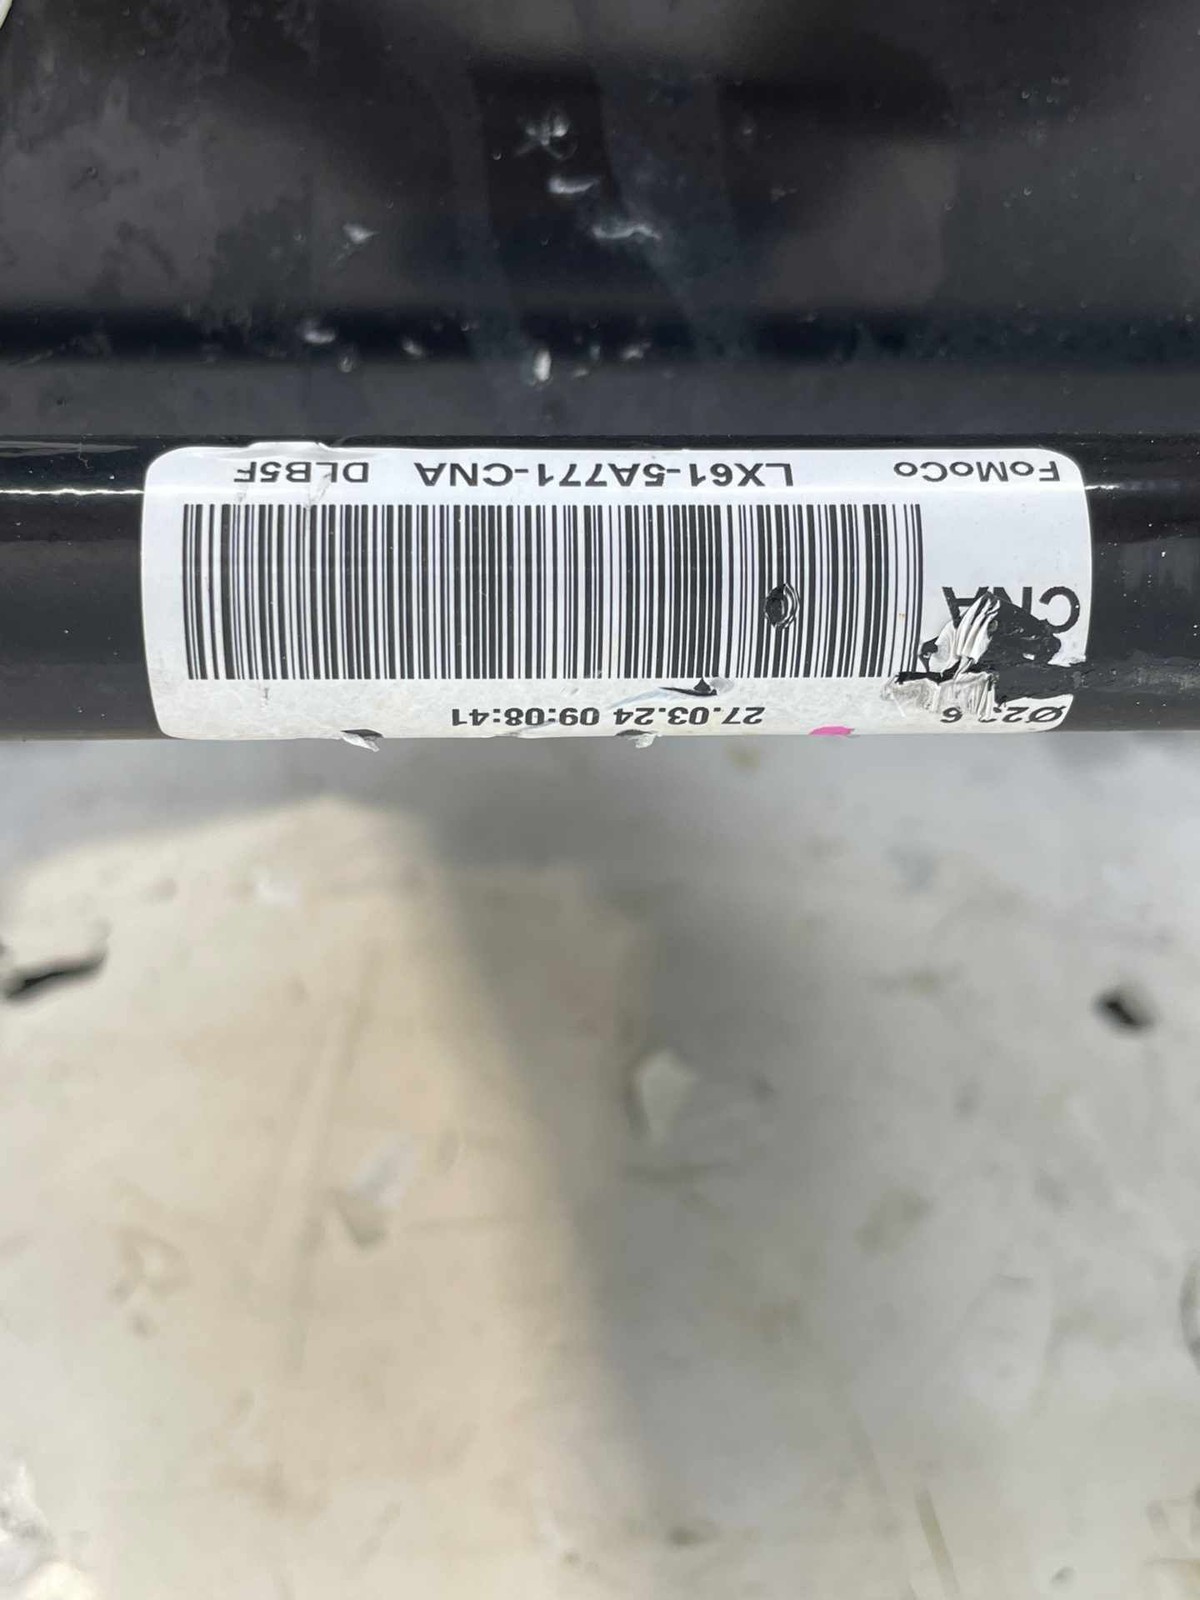 27.03.24 09:08:41
CNA
FoMoCo LX61-5A771-CNA DLB5F